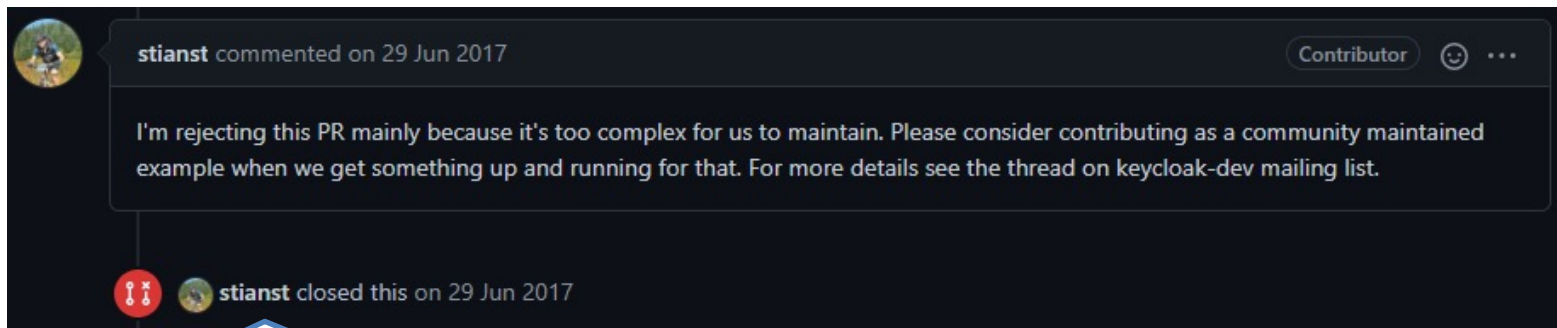 stianst commented on 29 Jun 2017 Contributor
I'm rejecting this PR mainly because it's too complex for us to maintain. Please consider contributing as a community maintained
example when we get something up and running for that. For more details see the thread on keycloak-dev mailing list.
stianst closed this on 29 Jun 2017